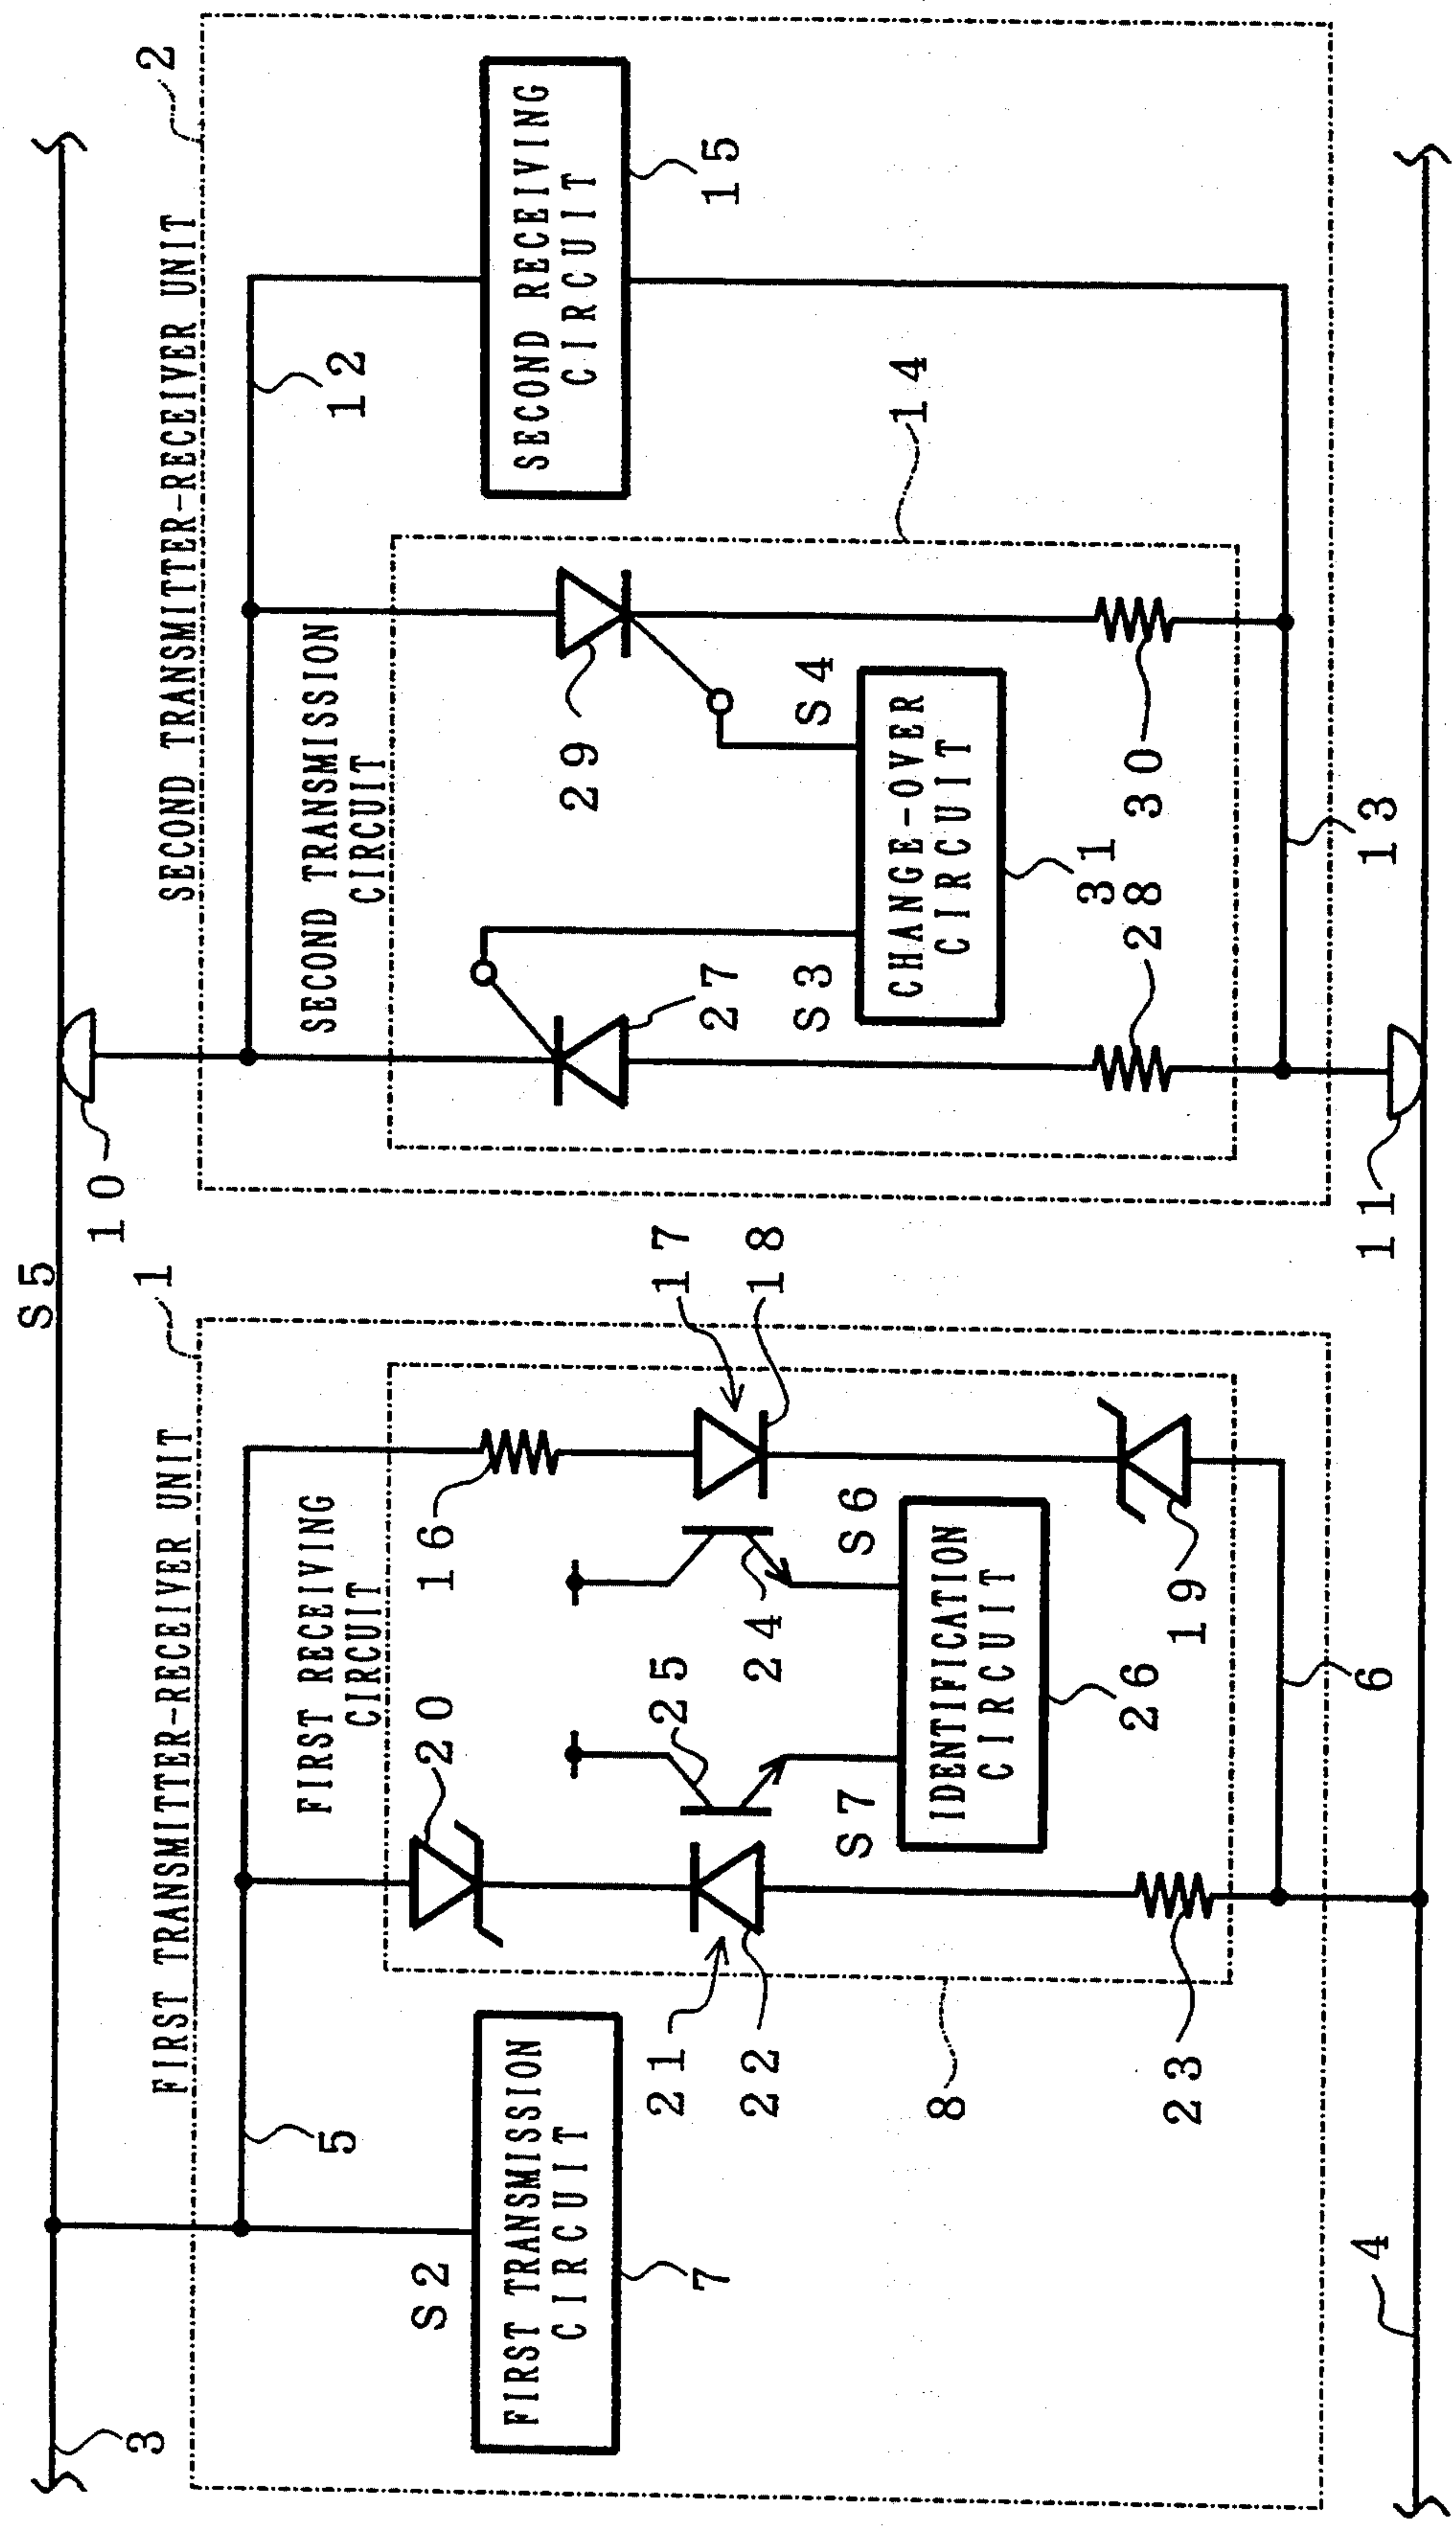 FIRST TRANSMITTER-RECEIVER UNIT
1
S5
10
SECOND TRANSMITTER-RECEIVER UNIT
2
3
5
S2
FIRST TRANSMISSION
CIRCUIT
7
FIRST RECEIVING
CIRCUIT
20
16
21
22
25
24
17
18
S7
S6
IDENTIFICATION
CIRCUIT
26
19
23
8
6
4
SECOND TRANSMISSION
CIRCUIT
12
27
29
S3
S4
CHANGE-OVER
CIRCUIT
31
28
30
14
SECOND RECEIVING
CIRCUIT
15
13
11